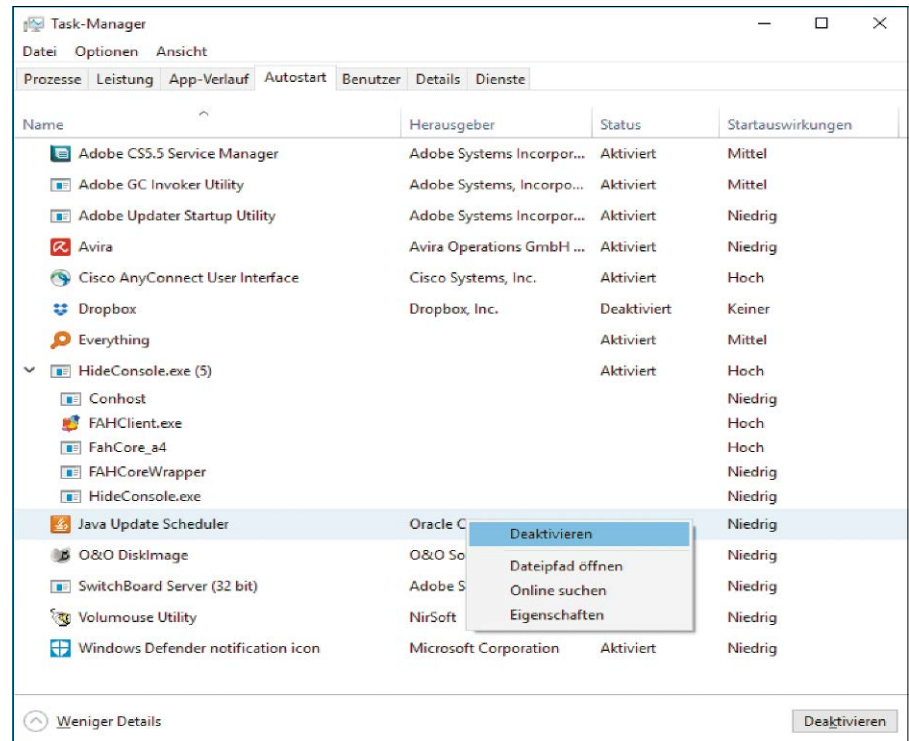 Task-Manager
Datei Optionen Ansicht
Prozesse Leistung App-Verlauf Autostart Benutzer Details Dienste
Name Herausgeber Status Startauswirkungen
Adobe CS5.5 Service Manager Adobe Systems Incorpor... Aktiviert Mittel
Adobe GC Invoker Utility Adobe Systems, Incorpo... Aktiviert Mittel
Adobe Updater Startup Utility Adobe Systems Incorpor... Aktiviert Niedrig
Avira Avira Operations GmbH ... Aktiviert Niedrig
Cisco AnyConnect User Interface Cisco Systems, Inc. Aktiviert Hoch
Dropbox Dropbox, Inc. Deaktiviert Keiner
Everything Aktiviert Mittel
HideConsole.exe (5) Aktiviert Hoch
Conhost Niedrig
FAHClient.exe Hoch
FahCore_a4 Hoch
FAHCoreWrapper Niedrig
HideConsole.exe Niedrig
Java Update Scheduler Oracle C Niedrig
Deaktivieren
O&O DiskImage O&O So Niedrig
Dateipfad öffnen
SwitchBoard Server (32 bit) Adobe S Niedrig
Online suchen
Volumouse Utility NirSoft Niedrig
Eigenschaften
Windows Defender notification icon Microsoft Corporation Aktiviert Niedrig
Weniger Details Deaktivieren